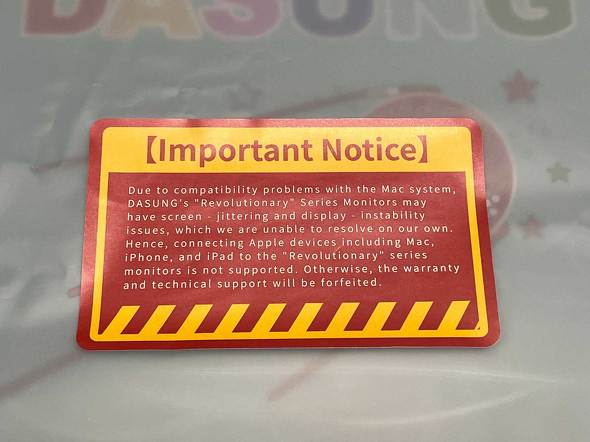 DASUNG
【Important Notice】
Due to compatibility problems with the Mac system,
DASUNG's "Revolutionary" Series Monitors may
have screen - jittering and display - instability
issues, which we are unable to resolve on our own.
Hence, connecting Apple devices including Mac,
iPhone, and iPad to the "Revolutionary" series
monitors is not supported. Otherwise, the warranty
and technical support will be forfeited.